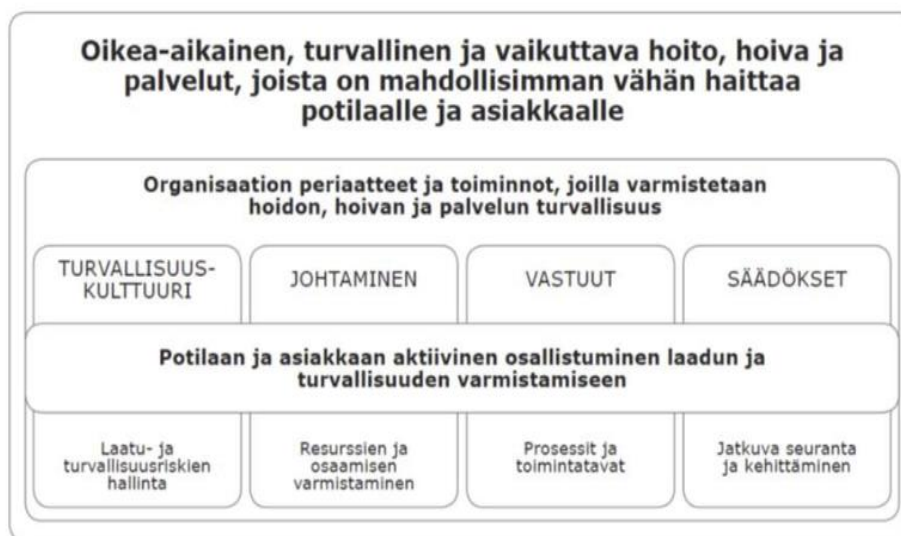 Oikea-aikainen, turvallinen ja vaikuttava hoito, hoiva ja
palvelut, joista on mahdollisimman vähän haittaa
potilaalle ja asiakkaalle
Organisaation periaatteet ja toiminnot, joilla varmistetaan
hoidon, hoivan ja palvelun turvallisuus
TURVALLISUUS-
KULTTUURI
JOHTAMINEN
VASTUUT
SÄÄDÖKSET
Potilaan ja asiakkaan aktiivinen osallistuminen laadun ja
turvallisuuden varmistamiseen
Laatu- ja
turvallisuusriskien
hallinta
Resurssien ja
osaamisen
varmistaminen
Prosessit ja
toimintatavat
Jatkuva seuranta
ja kehittäminen